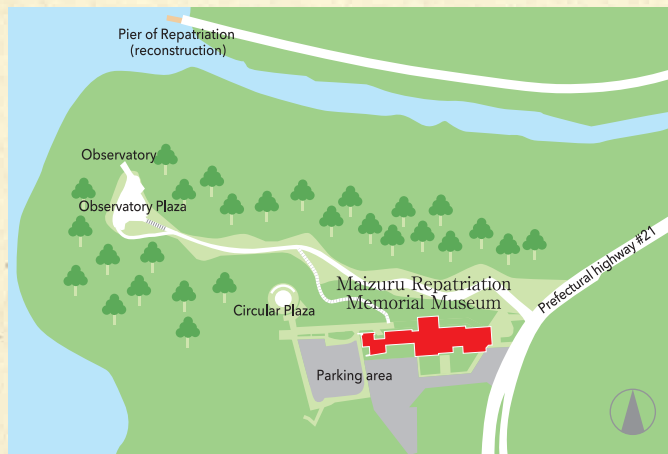 Pier of Repatriation
(reconstruction)
Observatory
Observatory Plaza
Prefectural highway #21
Maizuru Repatriation
Memorial Museum
Circular Plaza
Parking area